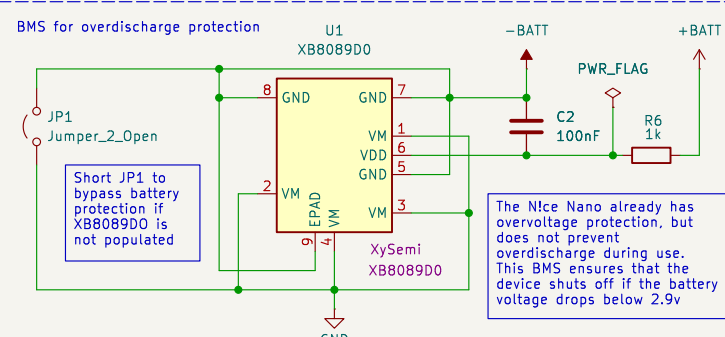 BMS for overdischarge protection
U1
XB8089D0
-BATT
+BATT
PWR_FLAG
8
GND
GND
7
JP1
Jumper_2_Open
C2
100nF
R6
1k
VM
1
VDD
6
GND
5
2
VM
VM
3
EPAD
VM
9
4
Short JP1 to
bypass battery
protection if
XB8089DO is
not populated
XySemi
XB8089D0
The N!ce Nano already has
overvoltage protection, but
does not prevent
overdischarge during use.
This BMS ensures that the
device shuts off if the battery
voltage drops below 2.9v